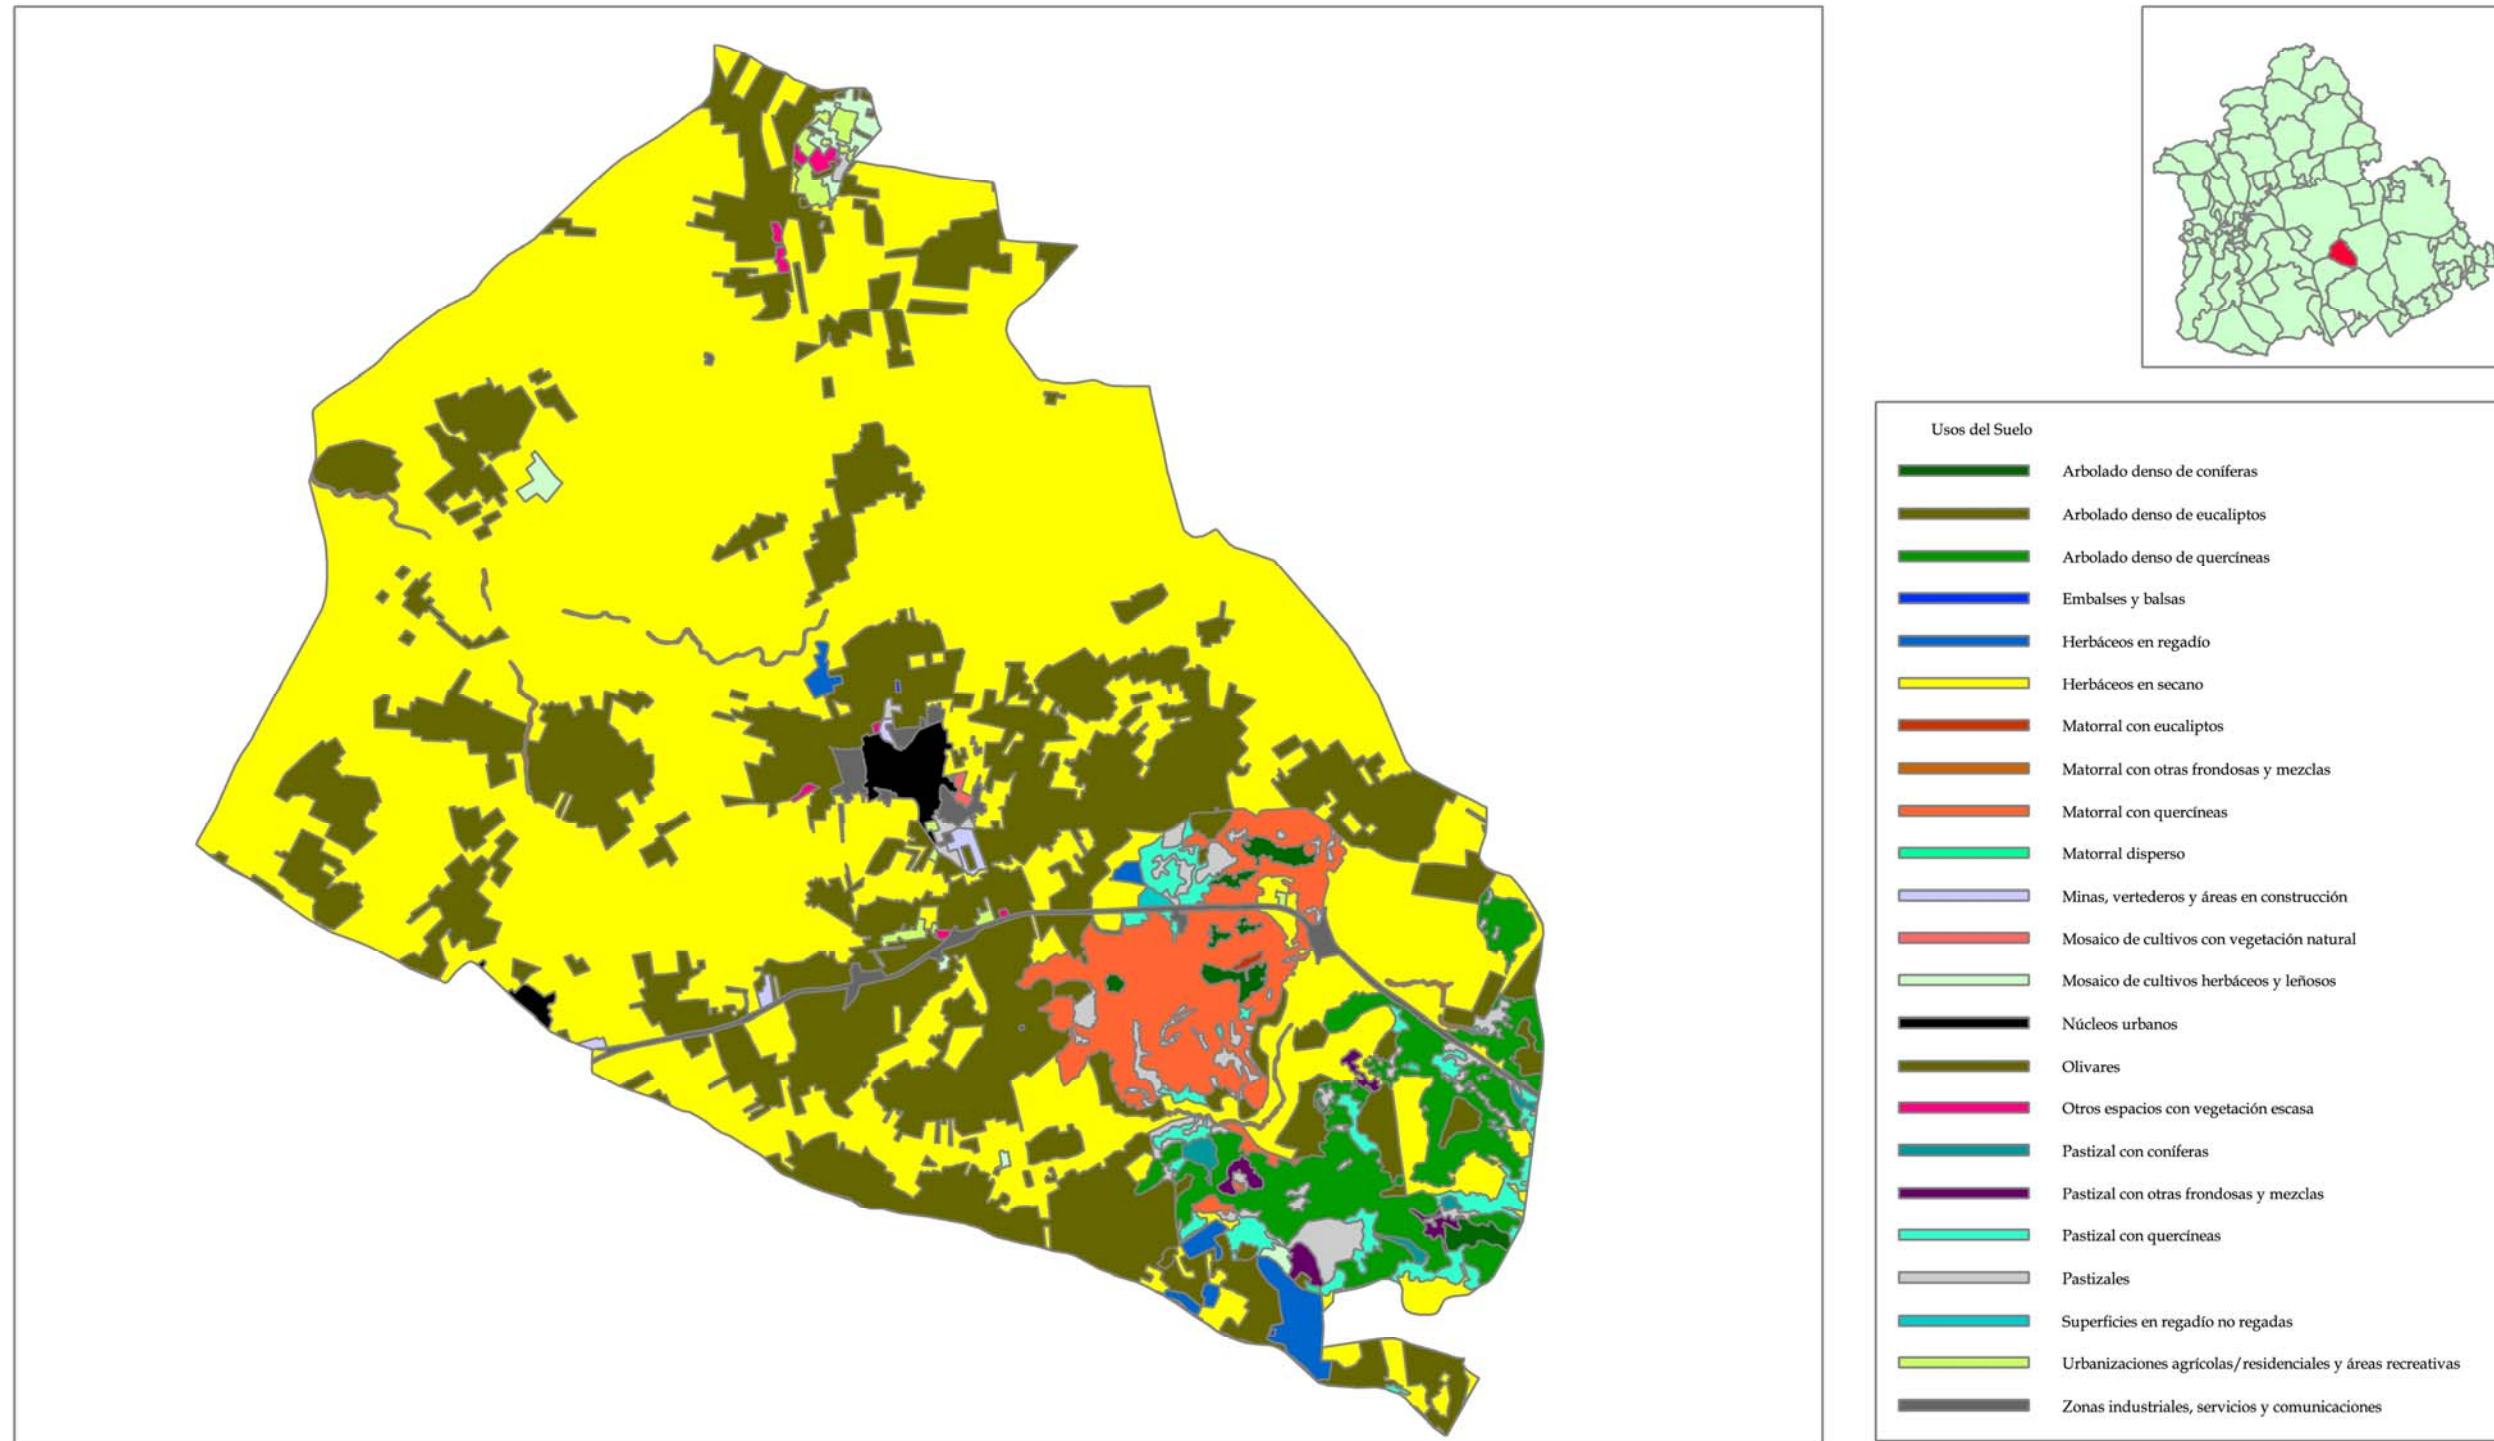 Usos del Suelo
Arbolado denso de coníferas
Arbolado denso de eucaliptos
Arbolado denso de quercíneas
Embalses y balsas
Herbáceos en regadío
Herbáceos en secano
Matorral con eucaliptos
Matorral con otras frondosas y mezclas
Matorral con quercíneas
Matorral disperso
Minas, vertederos y áreas en construcción
Mosaico de cultivos con vegetación natural
Mosaico de cultivos herbáceos y leñosos
Núcleos urbanos
Olivares
Otros espacios con vegetación escasa
Pastizal con coníferas
Pastizal con otras frondosas y mezclas
Pastizal con quercíneas
Pastizales
Superficies en regadío no regadas
Urbanizaciones agrícolas/residenciales y áreas recreativas
Zonas industriales, servicios y comunicaciones